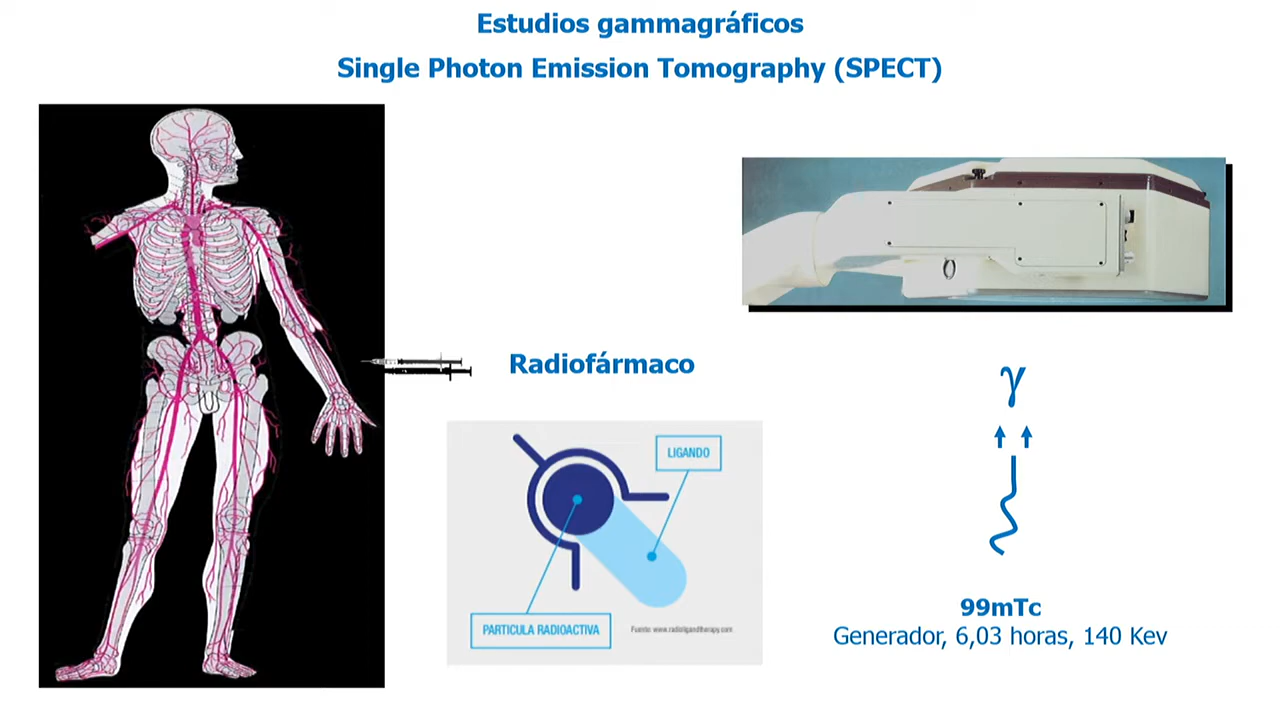 Estudios gammagráficos
Single Photon Emission Tomography (SPECT)
Radiofármaco
LIGANDO
PARTICULA RADIOACTIVA
Fuente: www.radioligandtherapy.com
γ
99mTc
Generador, 6,03 horas, 140 Kev